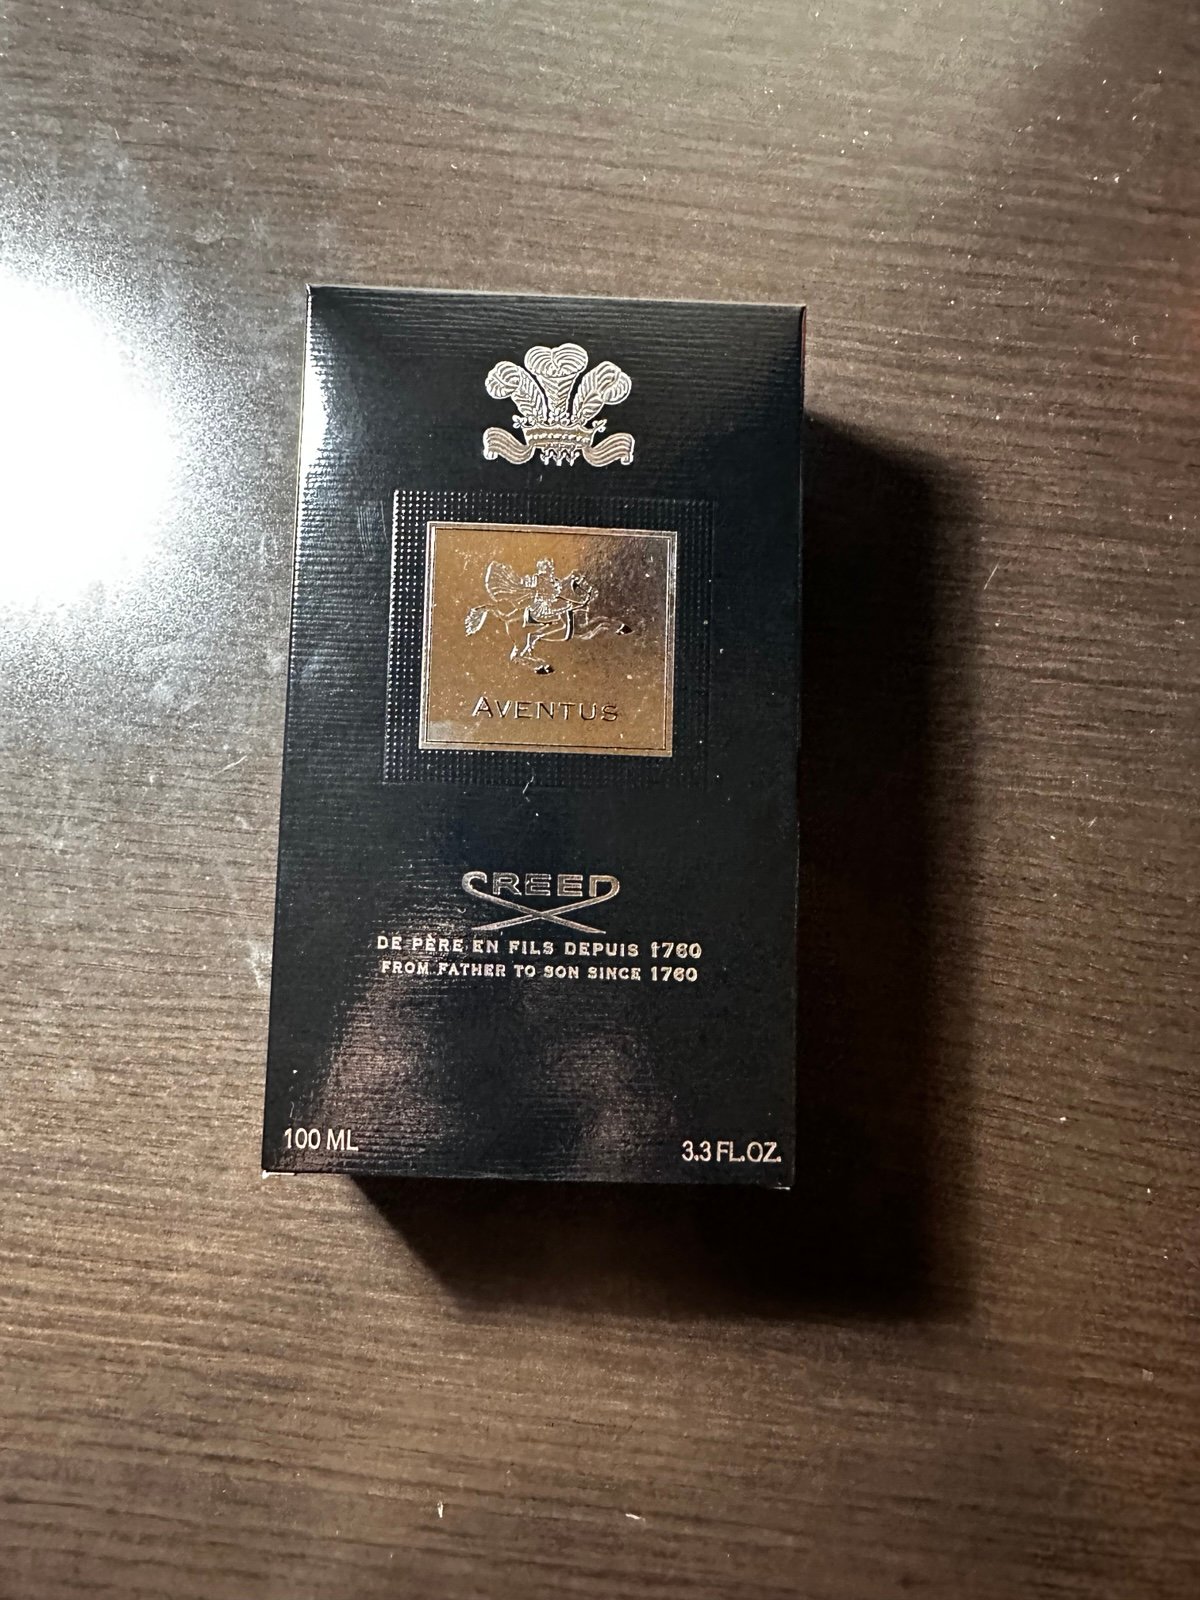 AVENTUS
CREED
DE PÈRE EN FILS DEPUIS 1760
FROM FATHER TO SON SINCE 1760
100 ML
3.3 FL.OZ.